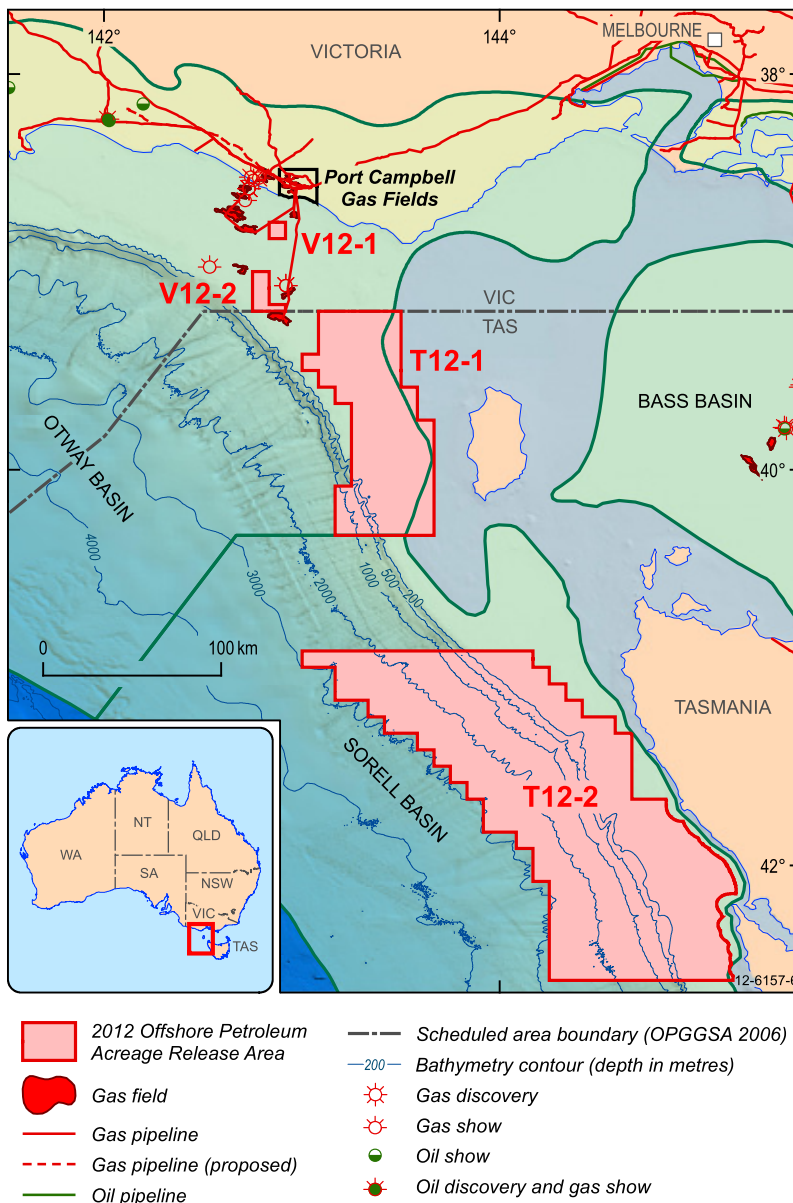 142°
144°
MELBOURNE
VICTORIA
38°
Port Campbell
Gas Fields
V12-1
V12-2
VIC
TAS
T12-1
BASS BASIN
OTWAY BASIN
40°
4000
3000
2000
1000
500
200
0
100 km
TASMANIA
SORELL BASIN
T12-2
NT
QLD
WA
SA
NSW
VIC
TAS
42°
12-6157-6
2012 Offshore Petroleum
Acreage Release Area
Gas field
Gas pipeline
Gas pipeline (proposed)
Oil pipeline
Scheduled area boundary (OPGGSA 2006)
200
Bathymetry contour (depth in metres)
Gas discovery
Gas show
Oil show
Oil discovery and gas show